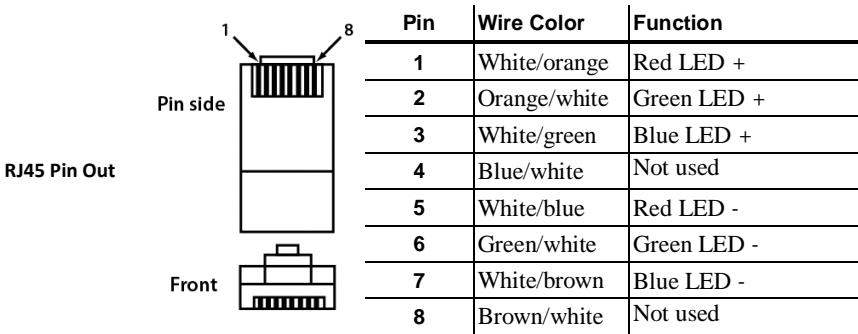 1 8
Pin side
RJ45 Pin Out
Front
Pin Wire Color Function
1 White/orange Red LED +
2 Orange/white Green LED +
3 White/green Blue LED +
4 Blue/white Not used
5 White/blue Red LED -
6 Green/white Green LED -
7 White/brown Blue LED -
8 Brown/white Not used